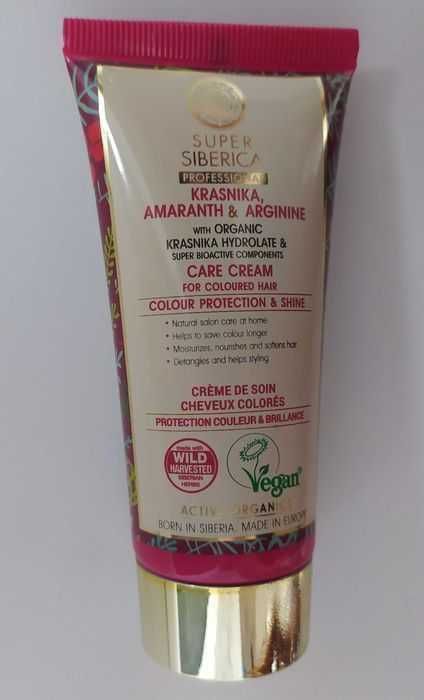 SUPER
SIBERICA
PROFESSIONAL
KRASNIKA,
AMARANTH & ARGININE
WITH ORGANIC
KRASNIKA HYDROLATE &
SUPER BIOACTIVE COMPONENTS
CARE CREAM
FOR COLOURED HAIR
COLOUR PROTECTION & SHINE
• Natural salon care at home
• Helps to save colour longer
• Moisturizes, nourishes and softens hair
• Detangles and helps styling
CRÈME DE SOIN
CHEVEUX COLORÉS
PROTECTION COULEUR & BRILLANCE
made with
WILD
HARVESTED
SIBERIAN
HERBS
Vegan
ACTIVE ORGANICS
BORN IN SIBERIA. MADE IN EUROPE